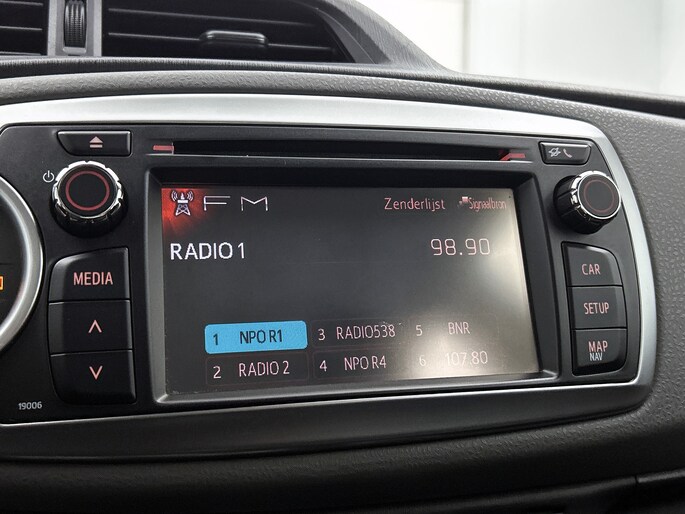 FM Zenderlijst Signaalbron
RADIO 1 98.90
1 NPO R1 3 RADIO538 5 BNR
2 RADIO 2 4 NPO R4 6 107.80
MEDIA
19006
CAR
SETUP
MAP
NAV